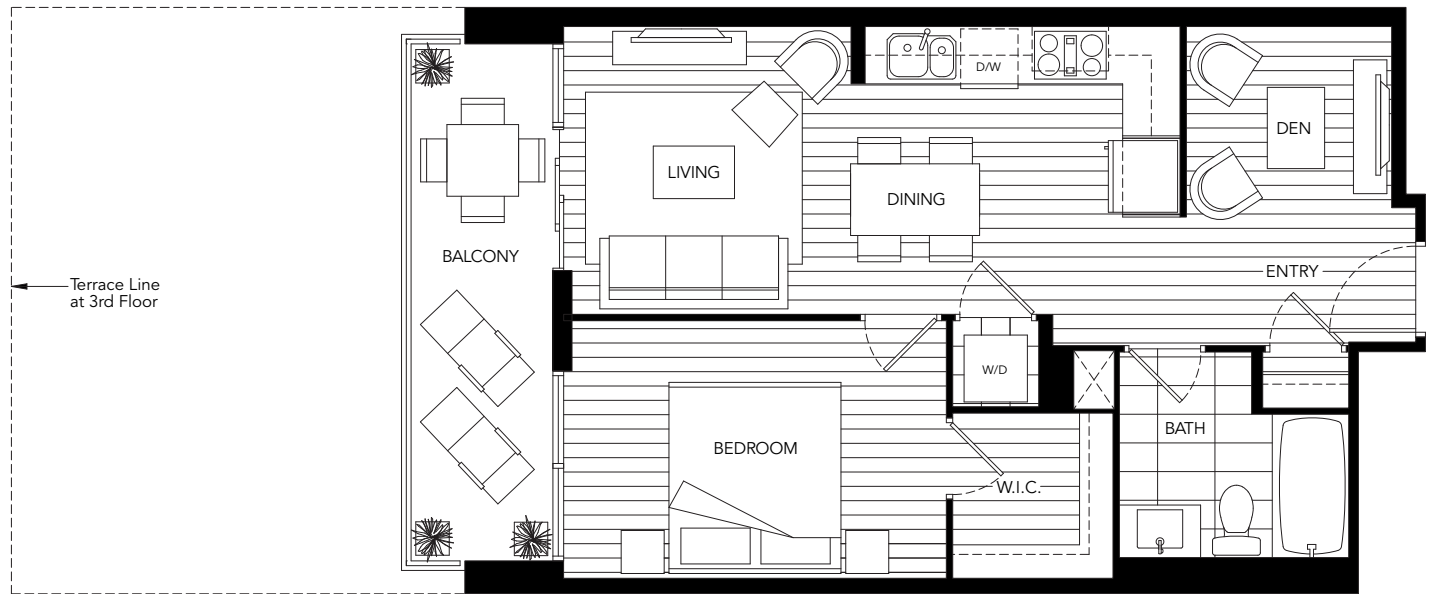 D/W
DEN
LIVING
DINING
BALCONY
ENTRY
Terrace Line
at 3rd Floor
W/D
BATH
BEDROOM
W.I.C.